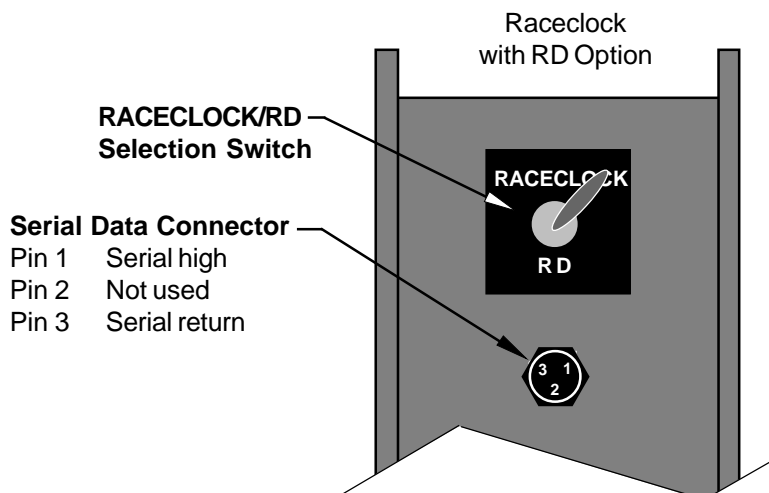 Raceclock
with RD Option
RACECLOCK/RD
Selection Switch
RACECLOCK
RD
Serial Data Connector
Pin 1 Serial high
Pin 2 Not used
Pin 3 Serial return
3 1
2